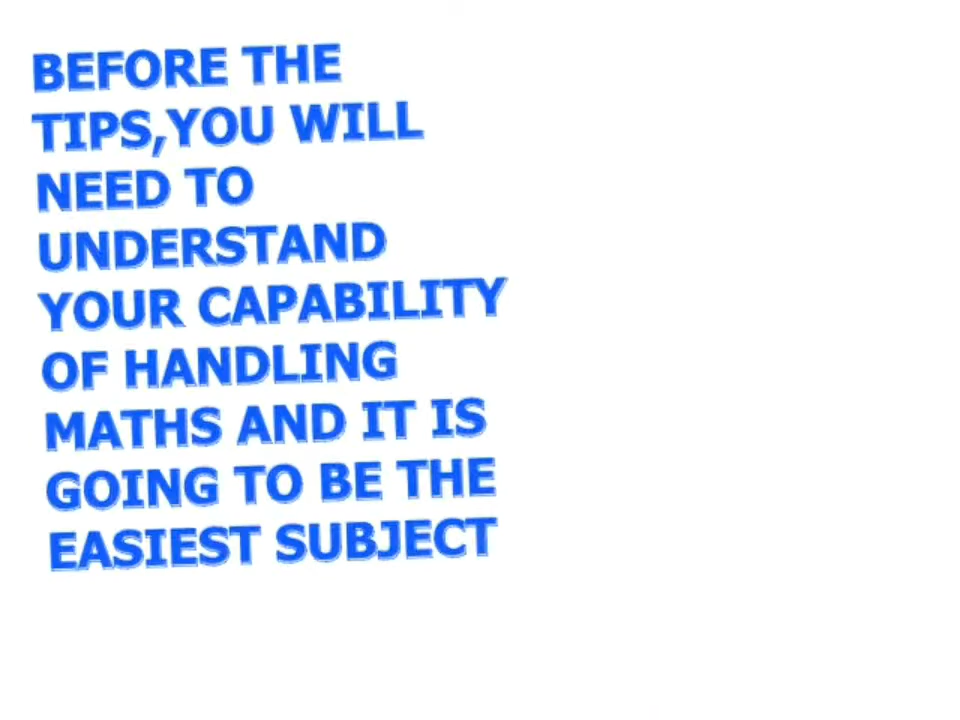 BEFORE THE
TIPS,YOU WILL
NEED TO
UNDERSTAND
YOUR CAPABILITY
OF HANDLING
MATHS AND IT IS
GOING TO BE THE
EASIEST SUBJECT